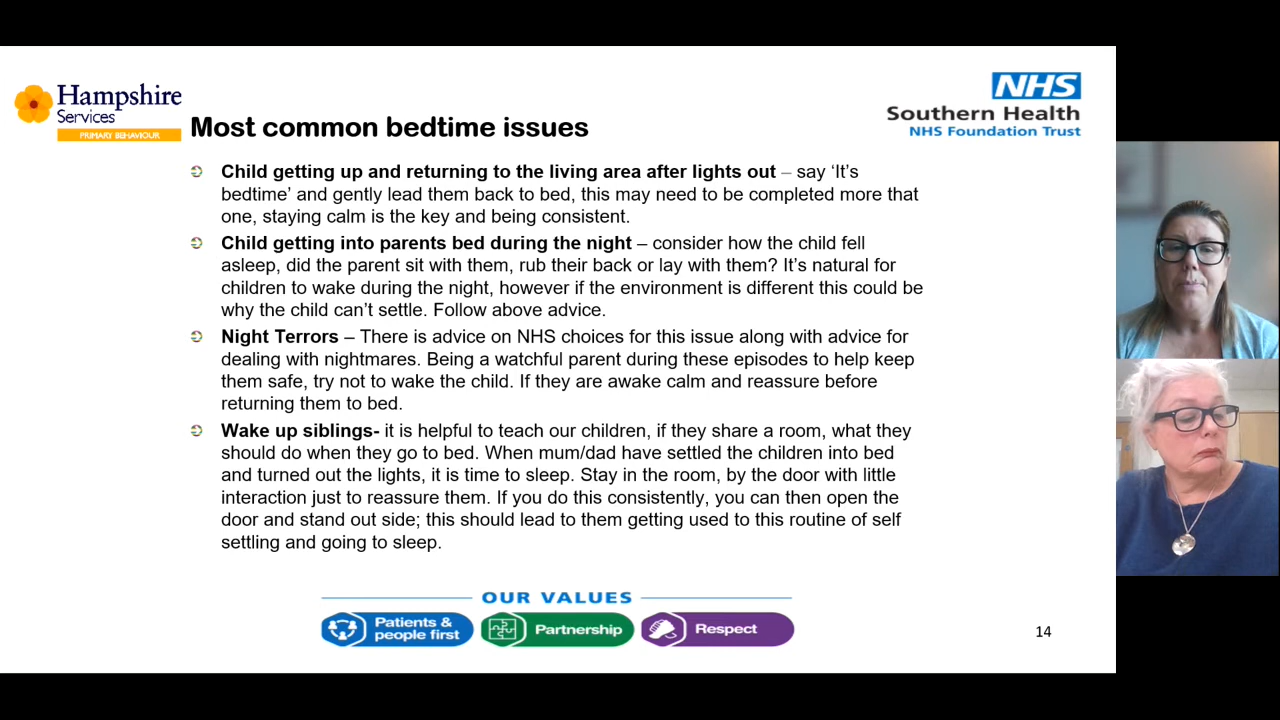 Hampshire
Services
PRIMARY BEHAVIOUR
NHS
Southern Health
NHS Foundation Trust
Most common bedtime issues
Child getting up and returning to the living area after lights out – say ‘It’s
bedtime’ and gently lead them back to bed, this may need to be completed more that
one, staying calm is the key and being consistent.
Child getting into parents bed during the night – consider how the child fell
asleep, did the parent sit with them, rub their back or lay with them? It’s natural for
children to wake during the night, however if the environment is different this could be
why the child can’t settle. Follow above advice.
Night Terrors – There is advice on NHS choices for this issue along with advice for
dealing with nightmares. Being a watchful parent during these episodes to help keep
them safe, try not to wake the child. If they are awake calm and reassure before
returning them to bed.
Wake up siblings- it is helpful to teach our children, if they share a room, what they
should do when they go to bed. When mum/dad have settled the children into bed
and turned out the lights, it is time to sleep. Stay in the room, by the door with little
interaction just to reassure them. If you do this consistently, you can then open the
door and stand out side; this should lead to them getting used to this routine of self
settling and going to sleep.
OUR VALUES
Patients &
people first
Partnership
Respect
14